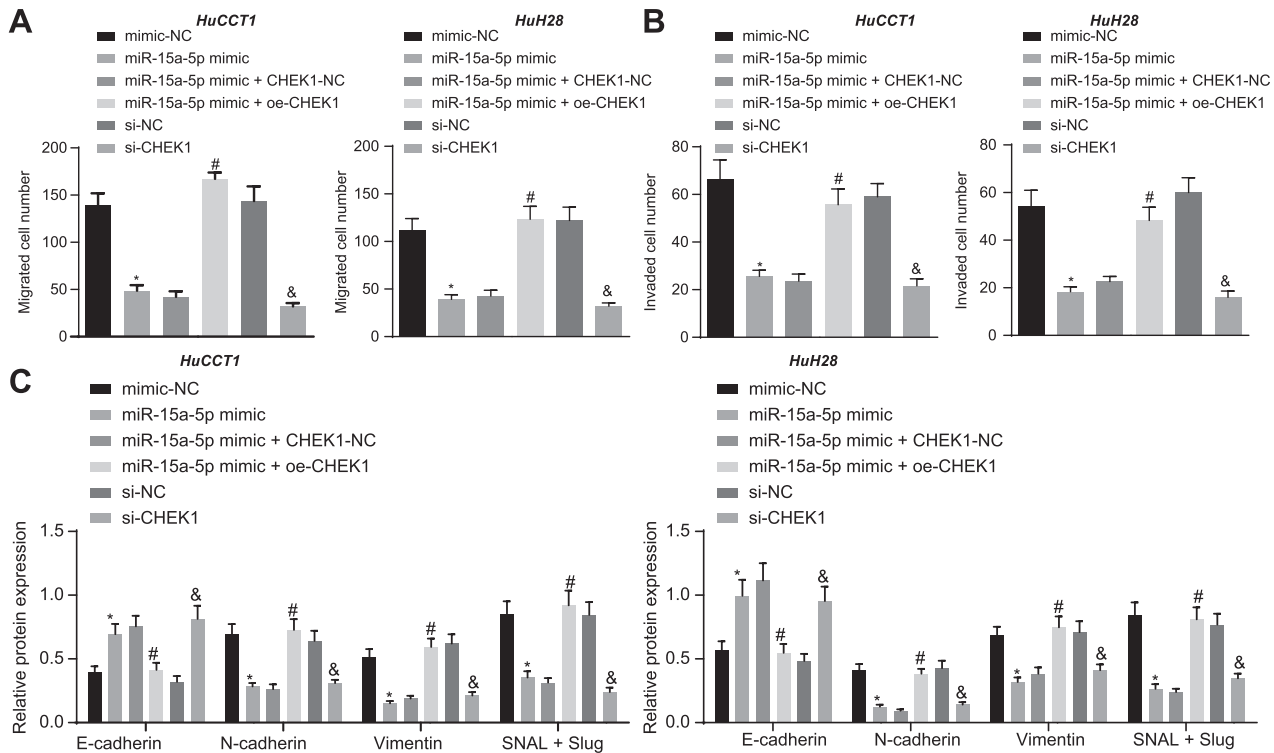 A
HuCCT1
mimic-NC
miR-15a-5p mimic
miR-15a-5p mimic + CHEK1-NC
miR-15a-5p mimic + oe-CHEK1
si-NC
si-CHEK1
Migrated cell number
200
150
100
50
0
*
#
&
HuH28
mimic-NC
miR-15a-5p mimic
miR-15a-5p mimic + CHEK1-NC
miR-15a-5p mimic + oe-CHEK1
si-NC
si-CHEK1
Migrated cell number
200
150
100
50
0
*
#
&
B
HuCCT1
mimic-NC
miR-15a-5p mimic
miR-15a-5p mimic + CHEK1-NC
miR-15a-5p mimic + oe-CHEK1
si-NC
si-CHEK1
Invaded cell number
80
60
40
20
0
*
#
&
HuH28
mimic-NC
miR-15a-5p mimic
miR-15a-5p mimic + CHEK1-NC
miR-15a-5p mimic + oe-CHEK1
si-NC
si-CHEK1
Invaded cell number
80
60
40
20
0
*
#
&
C
HuCCT1
mimic-NC
miR-15a-5p mimic
miR-15a-5p mimic + CHEK1-NC
miR-15a-5p mimic + oe-CHEK1
si-NC
si-CHEK1
Relative protein expression
1.5
1.0
0.5
0.0
* # &
* # &
* # &
* # &
E-cadherin N-cadherin Vimentin SNAL + Slug
HuH28
mimic-NC
miR-15a-5p mimic
miR-15a-5p mimic + CHEK1-NC
miR-15a-5p mimic + oe-CHEK1
si-NC
si-CHEK1
Relative protein expression
1.5
1.0
0.5
0.0
* # &
* # &
* # &
* # &
E-cadherin N-cadherin Vimentin SNAL + Slug